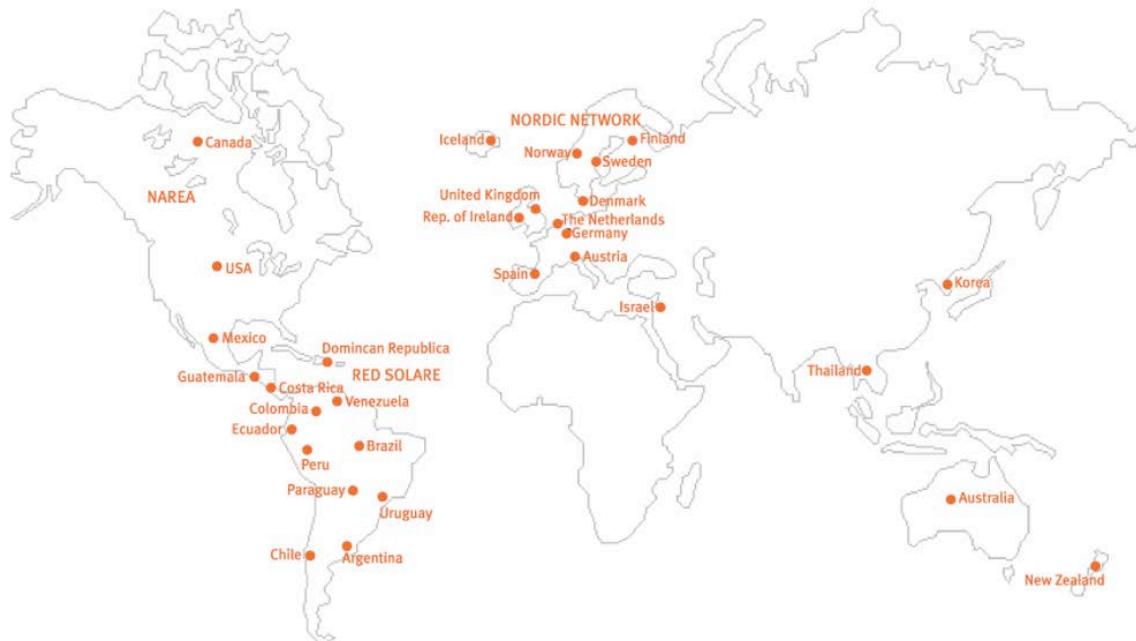 NORDIC NETWORK
Iceland
Finland
Canada
Norway
Sweden
NAREA
United Kingdom
Denmark
Rep. of Ireland
The Netherlands
Germany
Austria
USA
Spain
Korea
Israel
Mexico
Domincan Republica
Thailand
Guatemala
RED SOLARE
Costa Rica
Venezuela
Colombia
Ecuador
Brazil
Peru
Paraguay
Australia
Uruguay
Chile
Argentina
New Zealand